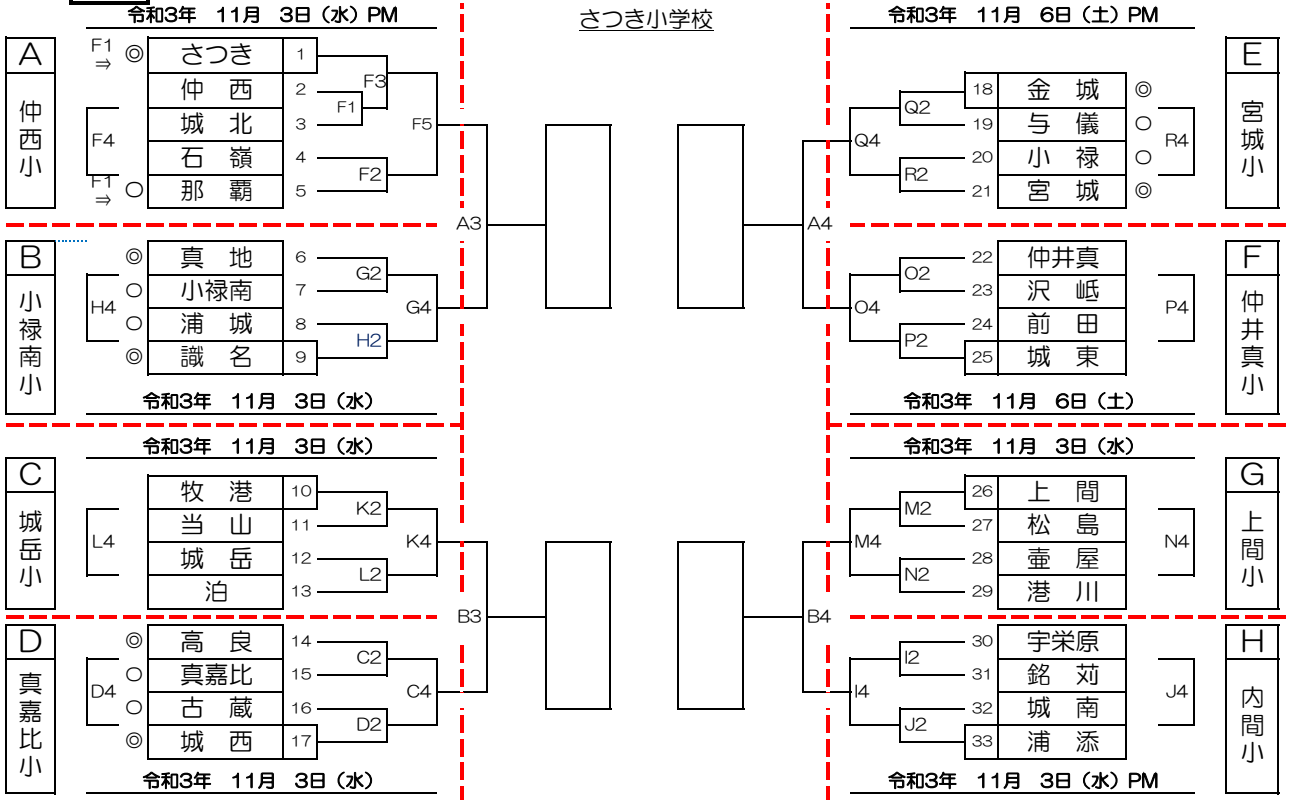 令和3年 11月 3日（水）PM
さつき小学校
令和3年 11月 6日（土）PM
A
仲西小
F1
⇒
◎
さつき 1
仲西 2
城北 3
石嶺 4
F1
⇒
○
那覇 5
F3
F1
F5
F4
F2
A3
B
小禄南小
◎ 真地 6
○ 小禄南 7
○ 浦城 8
◎ 識名 9
G2
H4
G4
H2
令和3年 11月 3日（水）
令和3年 11月 3日（水）
C
城岳小
牧港 10
当山 11
城岳 12
泊 13
K2
L4
K4
L2
B3
D
真嘉比小
◎ 高良 14
○ 真嘉比 15
○ 古蔵 16
◎ 城西 17
C2
D4
C4
D2
令和3年 11月 3日（水）
E
宮城小
18 金城 ◎
19 与儀 ○
20 小禄 ○
21 宮城 ◎
Q2
Q4
R4
R2
A4
F
仲井真小
22 仲井真
23 沢岻
24 前田
25 城東
O2
O4
P4
P2
令和3年 11月 6日（土）
令和3年 11月 3日（水）
G
上間小
26 上間
27 松島
28 壷屋
29 港川
M2
M4
N4
N2
B4
H
内間小
30 宇栄原
31 銘苅
32 城南
33 浦添
I2
I4
J4
J2
令和3年 11月 3日（水）PM